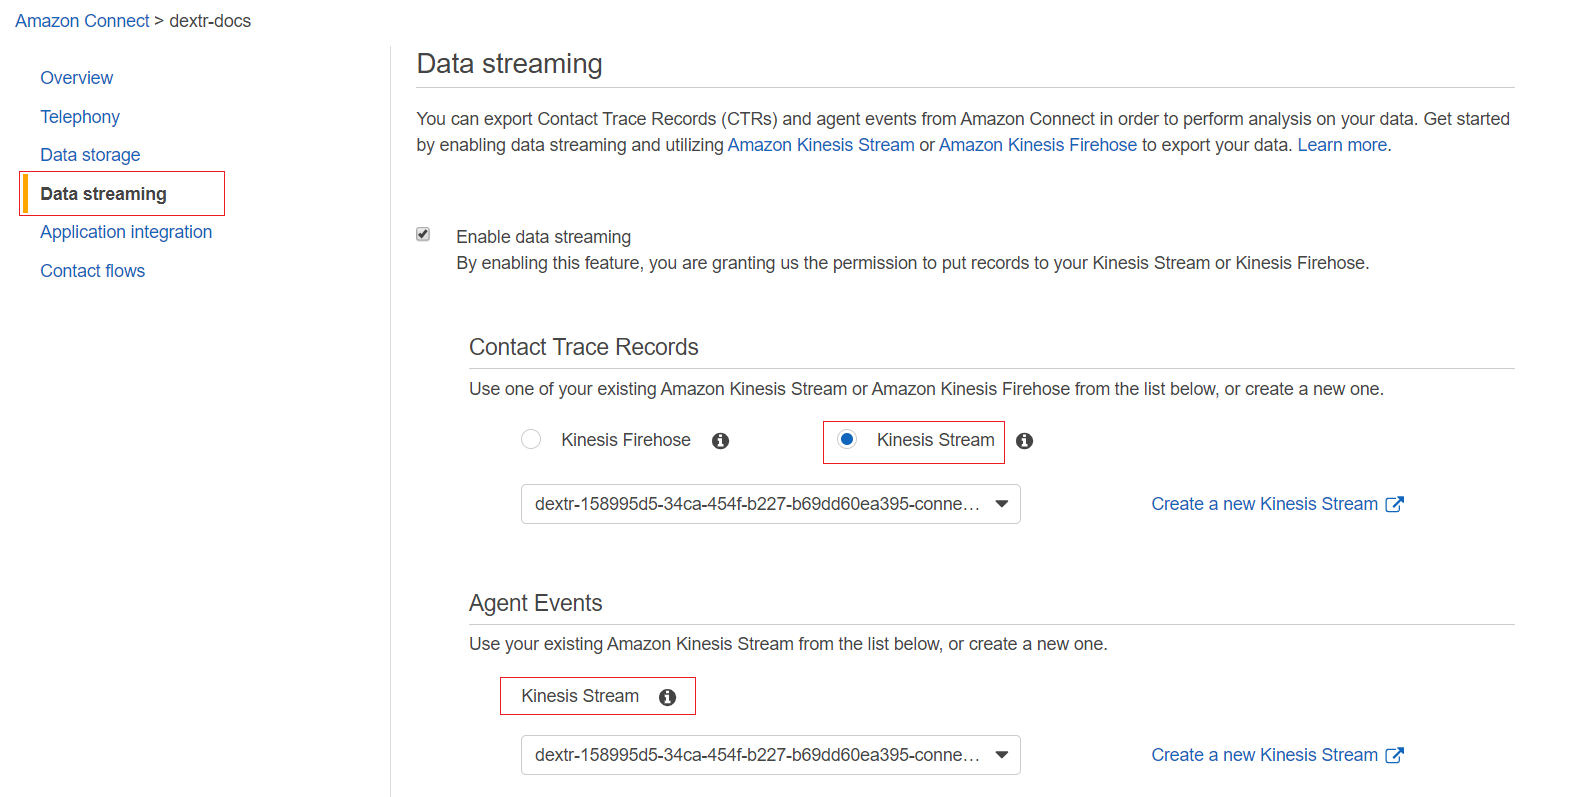 Amazon Connect > dextr-docs
Overview
Telephony
Data storage
Data streaming
Application integration
Contact flows
Data streaming
You can export Contact Trace Records (CTRs) and agent events from Amazon Connect in order to perform analysis on your data. Get started
by enabling data streaming and utilizing Amazon Kinesis Stream or Amazon Kinesis Firehose to export your data. Learn more.
Enable data streaming
By enabling this feature, you are granting us the permission to put records to your Kinesis Stream or Kinesis Firehose.
Contact Trace Records
Use one of your existing Amazon Kinesis Stream or Amazon Kinesis Firehose from the list below, or create a new one.
Kinesis Firehose Kinesis Stream
dextr-158995d5-34ca-454f-b227-b69dd60ea395-conne... Create a new Kinesis Stream
Agent Events
Use your existing Amazon Kinesis Stream from the list below, or create a new one.
Kinesis Stream
dextr-158995d5-34ca-454f-b227-b69dd60ea395-conne... Create a new Kinesis Stream